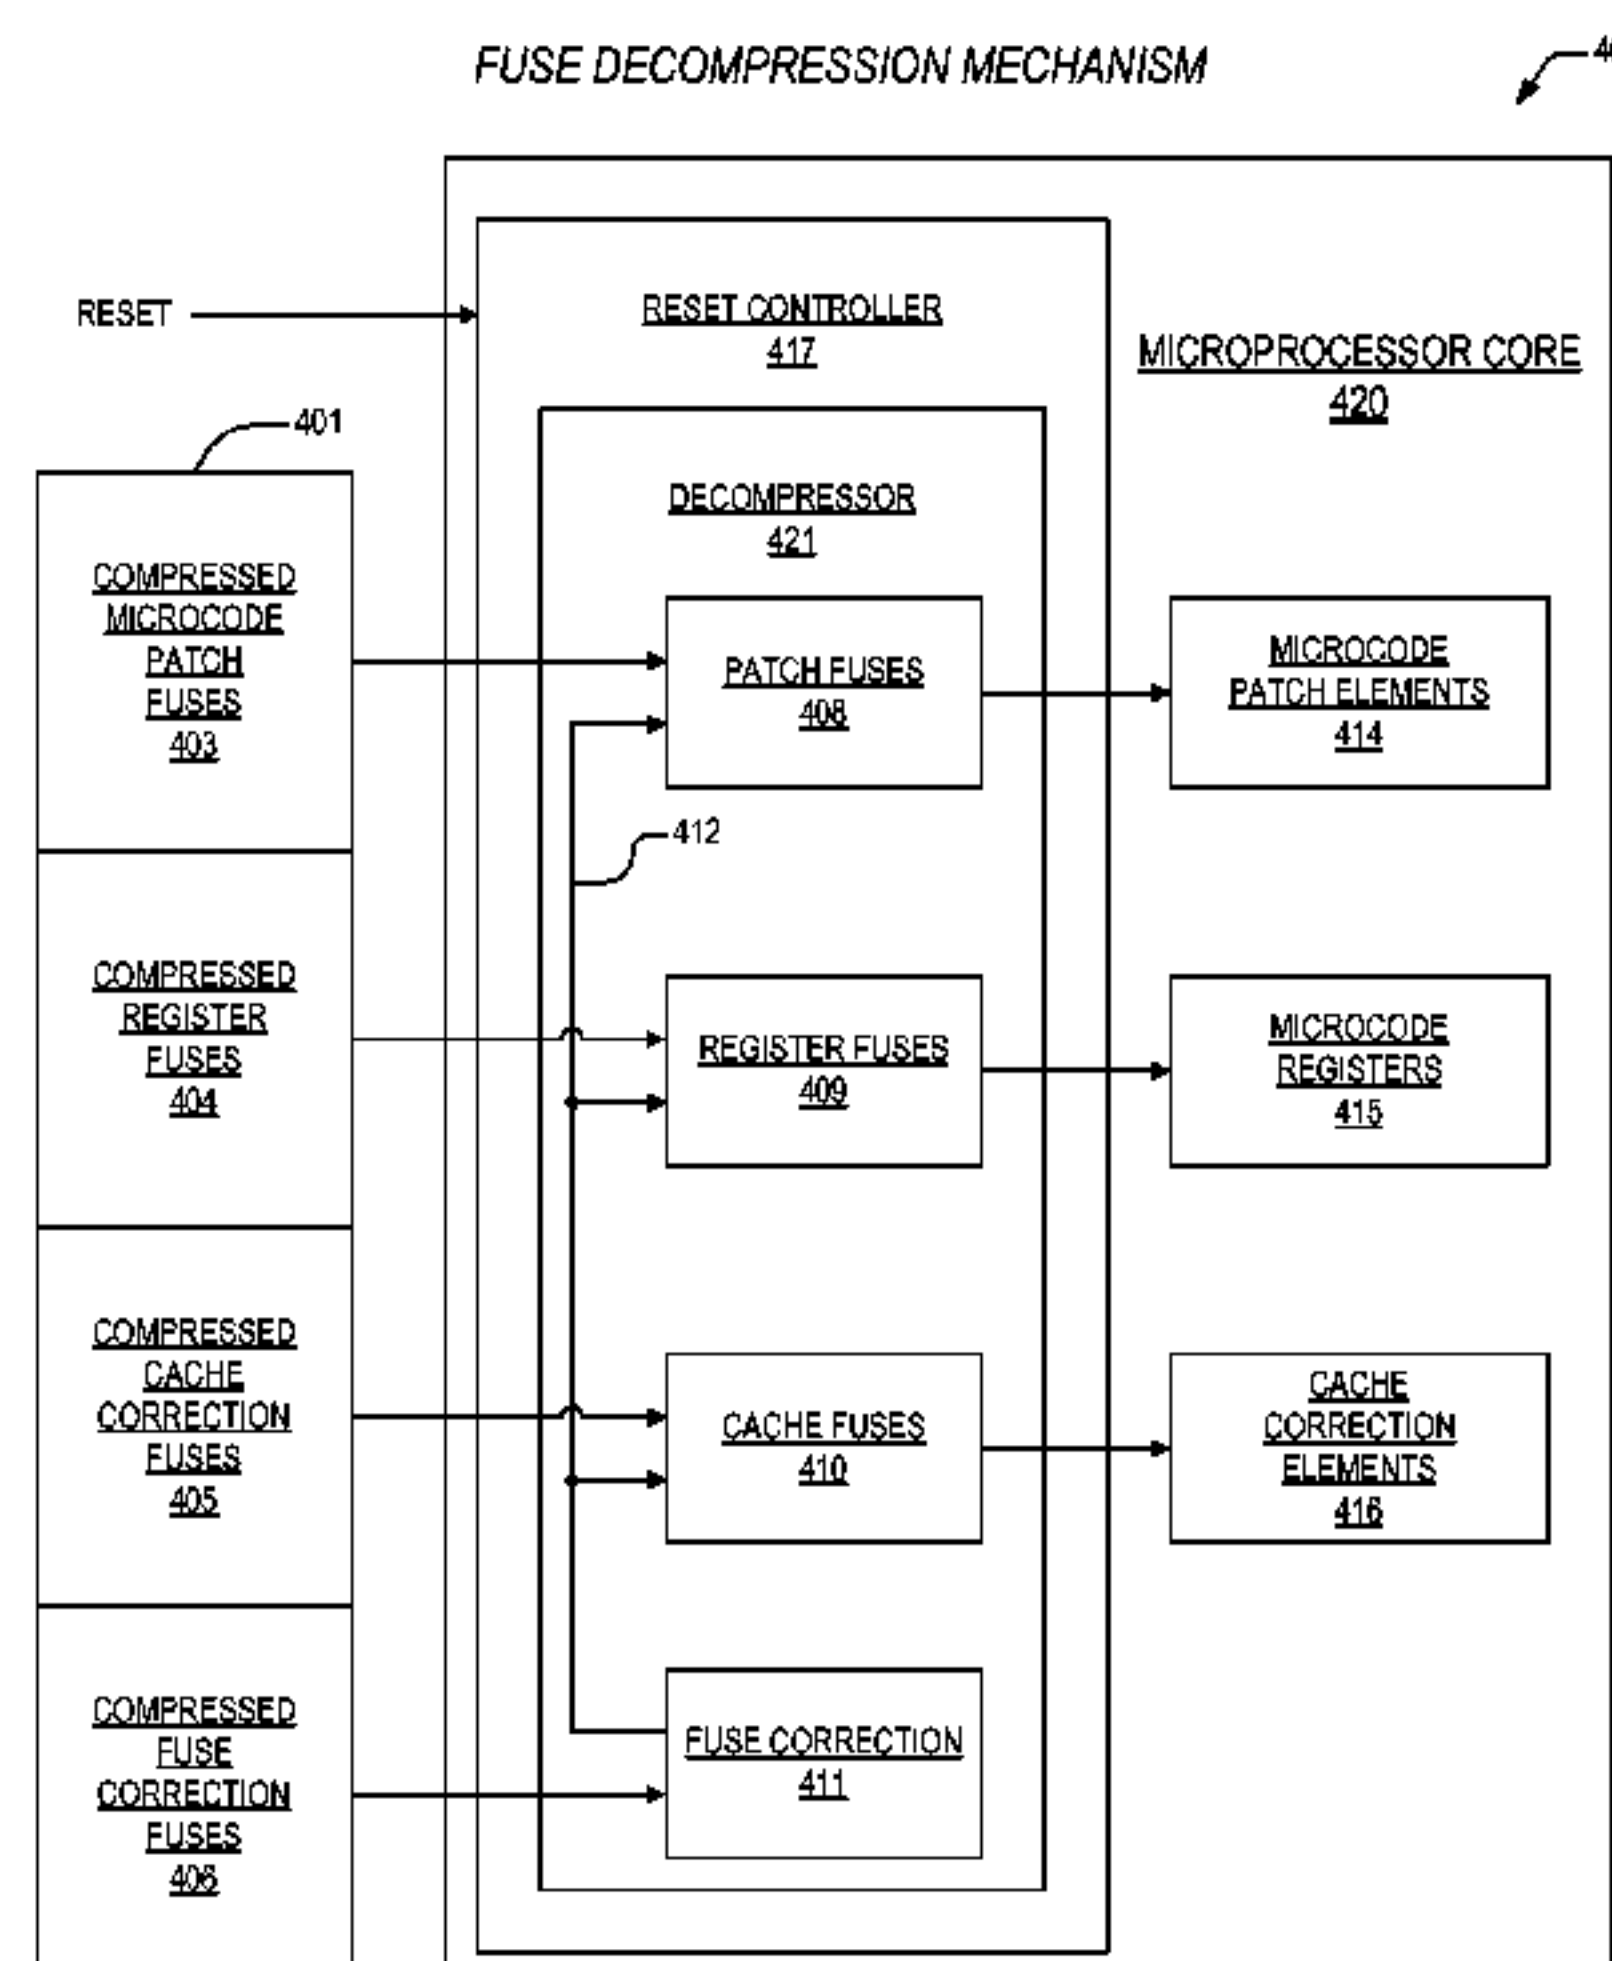 FUSE DECOMPRESSION MECHANISM
RESET
RESET CONTROLLER
417
MICROPROCESSOR CORE
420
401
DECOMPRESSOR
421
COMPRESSED
MICROCODE
PATCH
FUSES
403
PATCH FUSES
408
MICROCODE
PATCH ELEMENTS
414
412
COMPRESSED
REGISTER
FUSES
404
REGISTER FUSES
409
MICROCODE
REGISTERS
415
COMPRESSED
CACHE
CORRECTION
FUSES
405
CACHE FUSES
410
CACHE
CORRECTION
ELEMENTS
416
COMPRESSED
FUSE
CORRECTION
FUSES
406
FUSE CORRECTION
411